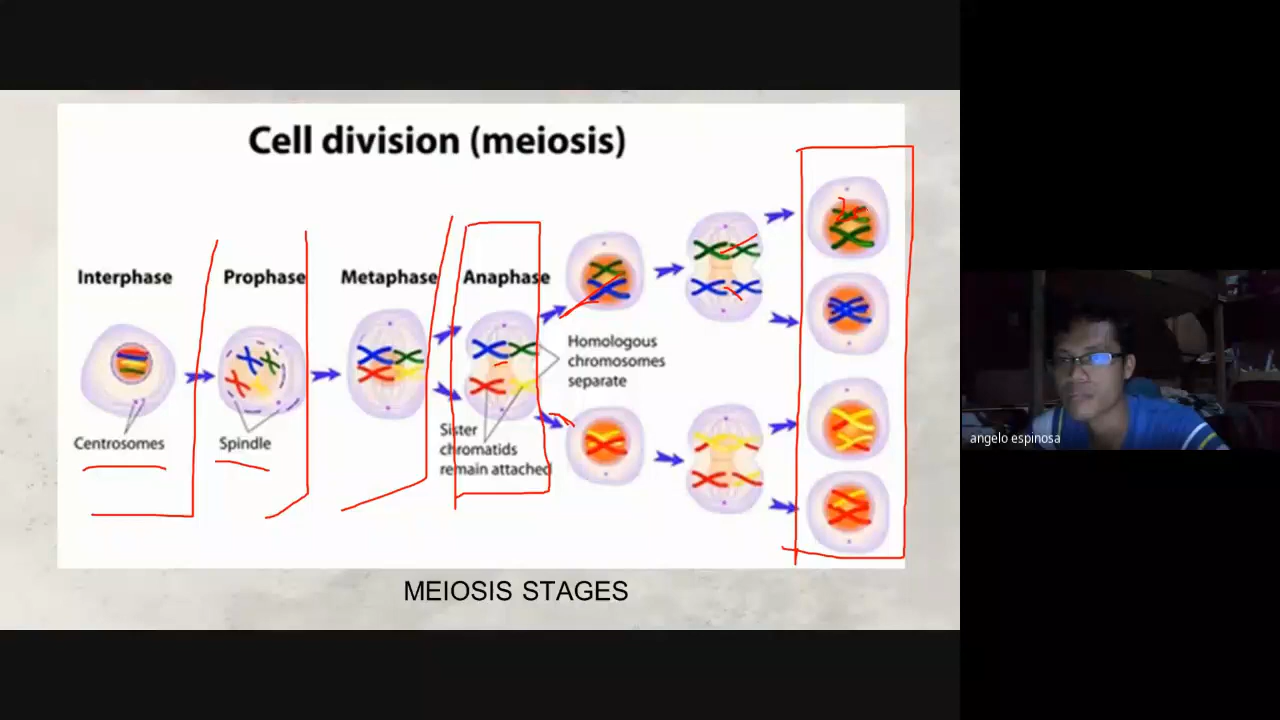 Cell division (meiosis)
Interphase
Prophase
Metaphase
Anaphase
Homologous
chromosomes
separate
Centrosomes
Spindle
Sister
chromatids
remain attached
MEIOSIS STAGES
angelo espinosa